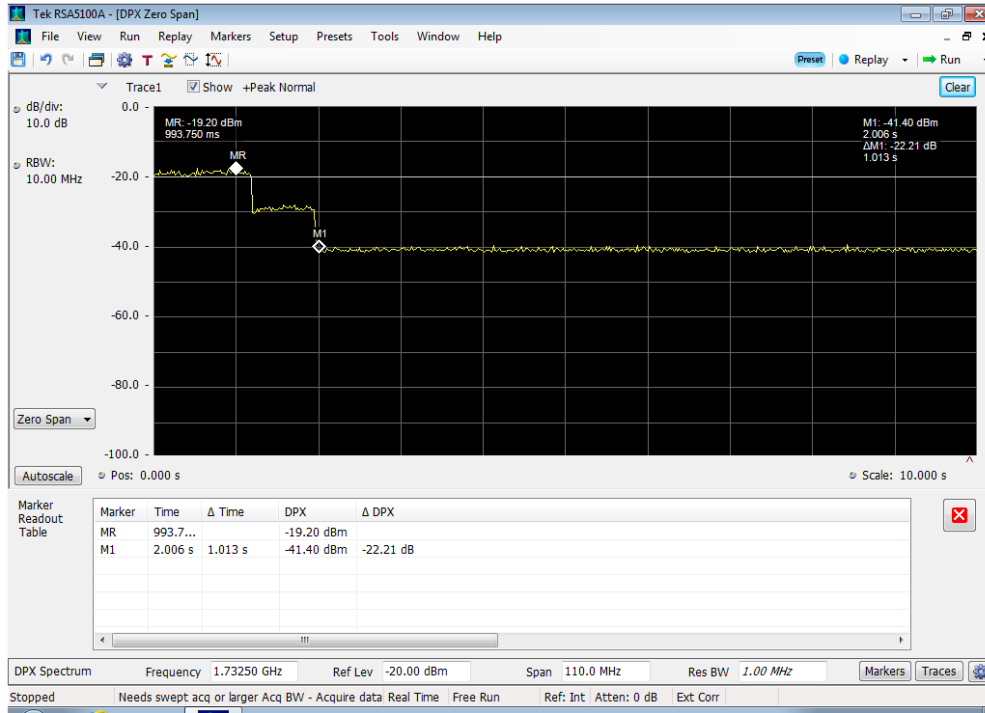 Tek RSA5100A - [DPX Zero Span]
File View Run Replay Markers Setup Presets Tools Window Help
T Preset Replay Run
Trace1 Show +Peak Normal Clear
dB/div:
10.0 dB
RBW:
10.00 MHz
0.0
-20.0
-40.0
-60.0
-80.0
-100.0
MR: -19.20 dBm
993.750 ms
MR
M1
M1: -41.40 dBm
2.006 s
ΔM1: -22.21 dB
1.013 s
Zero Span
Autoscale Pos: 0.000 s Scale: 10.000 s
Marker
Readout
Table
Marker Time Δ Time DPX Δ DPX
MR 993.7... -19.20 dBm
M1 2.006 s 1.013 s -41.40 dBm -22.21 dB
DPX Spectrum Frequency 1.73250 GHz Ref Lev -20.00 dBm Span 110.0 MHz Res BW 1.00 MHz Markers Traces
Stopped Needs swept acq or larger Acq BW - Acquire data Real Time Free Run Ref: Int Atten: 0 dB Ext Corr